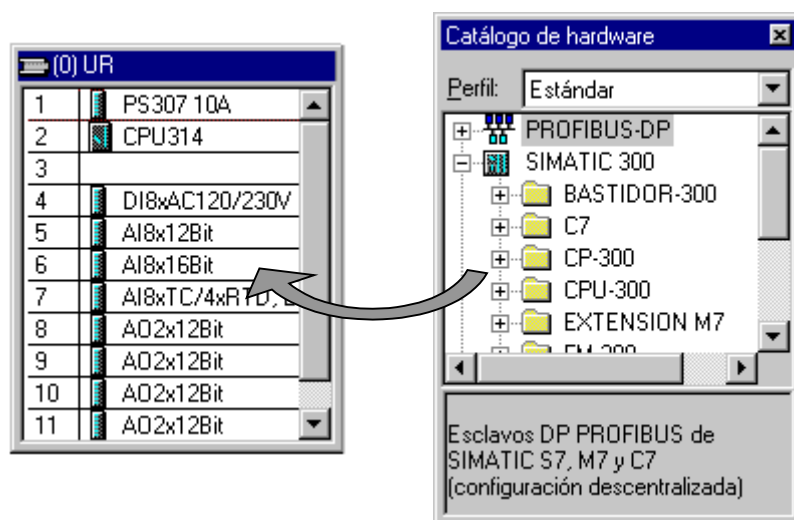 (0) UR
1 PS307 10A
2 CPU314
3
4 DI8xAC120/230V
5 AI8x12Bit
6 AI8x16Bit
7 AI8xTC/4xRTD,
8 AO2x12Bit
9 AO2x12Bit
10 AO2x12Bit
11 AO2x12Bit
Catálogo de hardware
Perfil: Estándar
PROFIBUS-DP
SIMATIC 300
BASTIDOR-300
C7
CP-300
CPU-300
EXTENSION M7
FM-300
Esclavos DP PROFIBUS de
SIMATIC S7, M7 y C7
(configuración descentralizada)